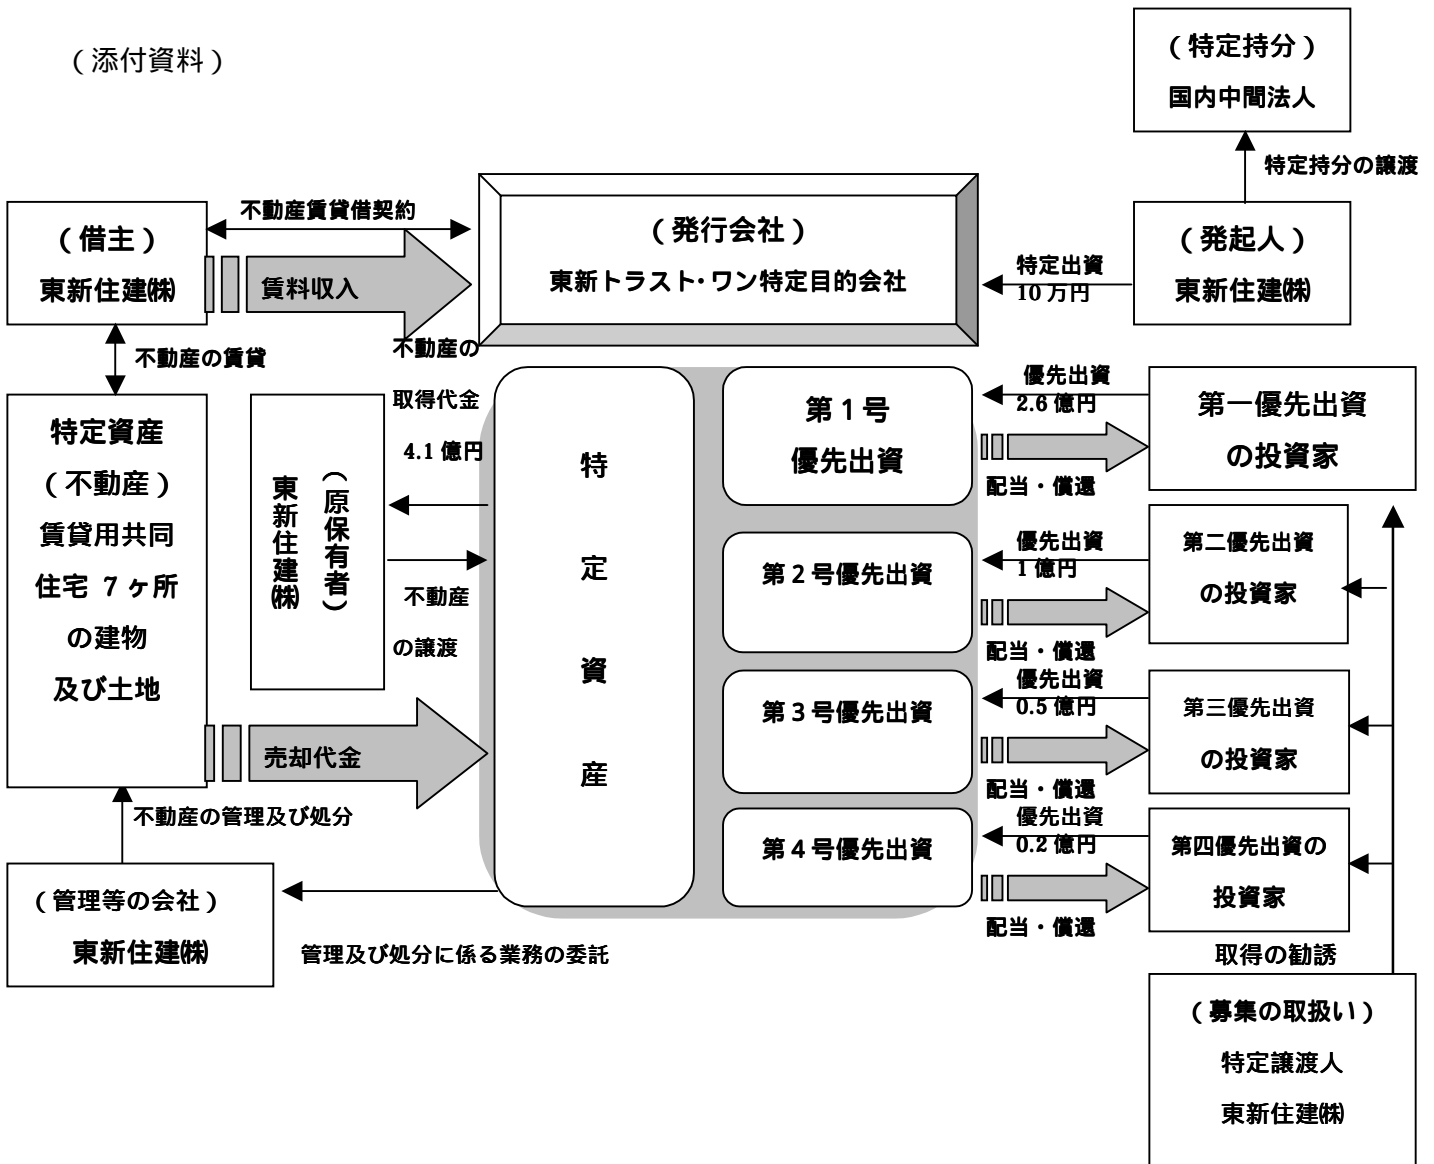 （添付資料）
（特定持分）
国内中間法人
特定持分の譲渡
（発起人）
東新住建㈱
特定出資
10 万円
（発行会社）
東新トラスト･ワン特定目的会社
不動産賃貸借契約
（借主）
東新住建㈱
賃料収入
不動産の賃貸
特定資産
（不動産）
賃貸用共同
住宅 7ヶ所
の建物
及び土地
（原保有者）
東新住建㈱
不動産の
取得代金
4.1 億円
不動産
の譲渡
売却代金
不動産の管理及び処分
（管理等の会社）
東新住建㈱
管理及び処分に係る業務の委託
特定資産
第１号
優先出資
第２号優先出資
第３号優先出資
第４号優先出資
優先出資
2.6 億円
配当・償還
第一優先出資
の投資家
優先出資
1 億円
配当・償還
第二優先出資
の投資家
優先出資
0.5 億円
配当・償還
第三優先出資
の投資家
優先出資
0.2 億円
配当・償還
第四優先出資の
投資家
取得の勧誘
（募集の取扱い）
特定譲渡人
東新住建㈱